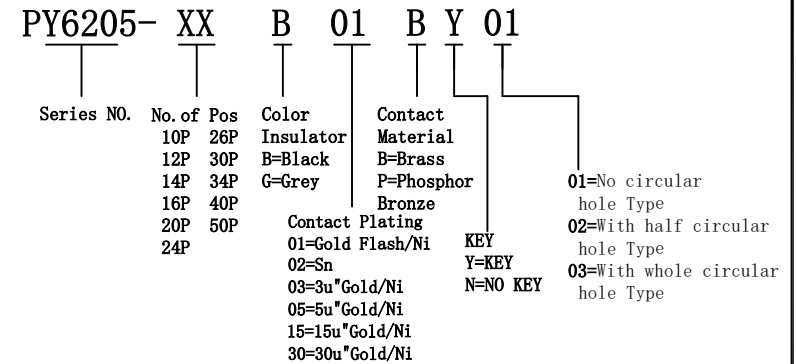 PY6205- XX B 01 B Y 01
Series NO.
No.of Pos
10P 26P
12P 30P
14P 34P
16P 40P
20P 50P
24P
Color
Insulator
B=Black
G=Grey
Contact Plating
01=Gold Flash/Ni
02=Sn
03=3u"Gold/Ni
05=5u"Gold/Ni
15=15u"Gold/Ni
30=30u"Gold/Ni
Contact
Material
B=Brass
P=Phosphor
Bronze
KEY
Y=KEY
N=NO KEY
01=No circular
hole Type
02=With half circular
hole Type
03=With whole circular
hole Type